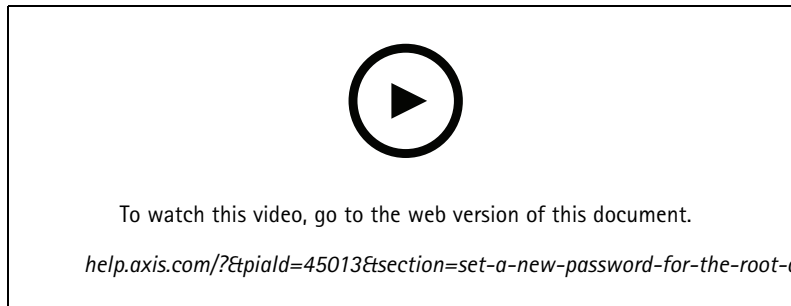 To watch this video, go to the web version of this document.
help.axis.com/?&piaId=45013&section=set-a-new-password-for-the-root-